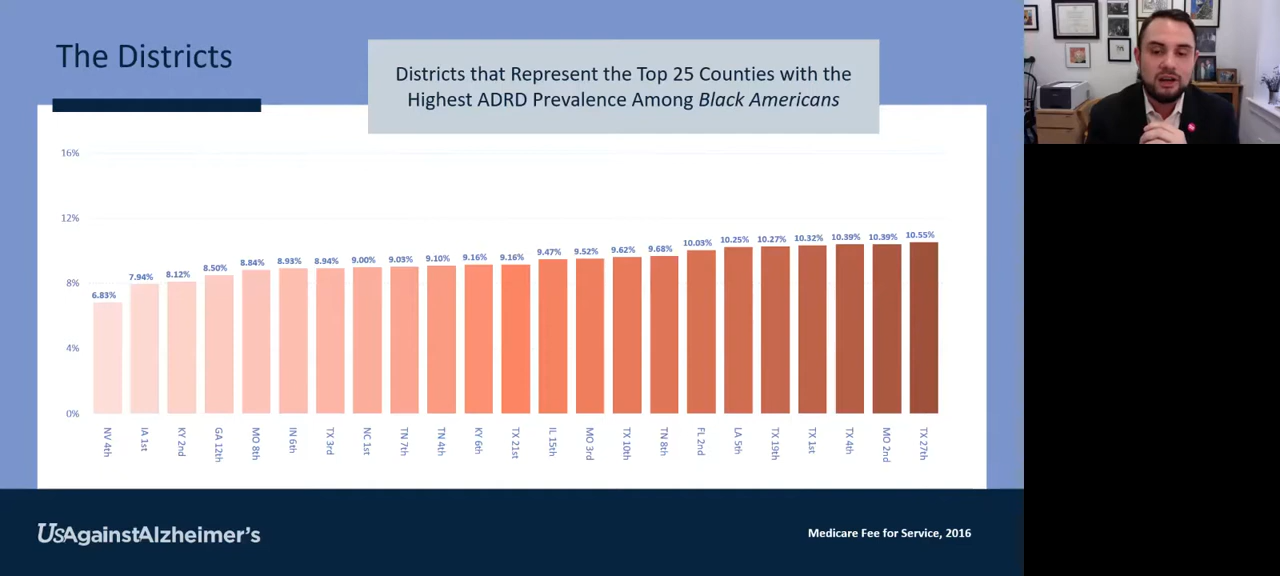 The Districts
Districts that Represent the Top 25 Counties with the
Highest ADRD Prevalence Among Black Americans
16%
12%
8%
4%
0%
6.83%
7.94%
8.12%
8.50%
8.84%
8.93%
8.94%
9.00%
9.03%
9.10%
9.16%
9.16%
9.47%
9.52%
9.62%
9.68%
10.03%
10.25%
10.27%
10.32%
10.39%
10.39%
10.55%
NV 4th
IA 1st
KY 2nd
GA 12th
MO 8th
IN 6th
TX 3rd
NC 1st
TN 7th
TN 4th
KY 6th
TX 21st
IL 15th
MO 3rd
TX 10th
TN 8th
FL 2nd
LA 5th
TX 19th
TX 1st
TX 4th
MO 2nd
TX 27th
UsAgainstAlzheimer's
Medicare Fee for Service, 2016